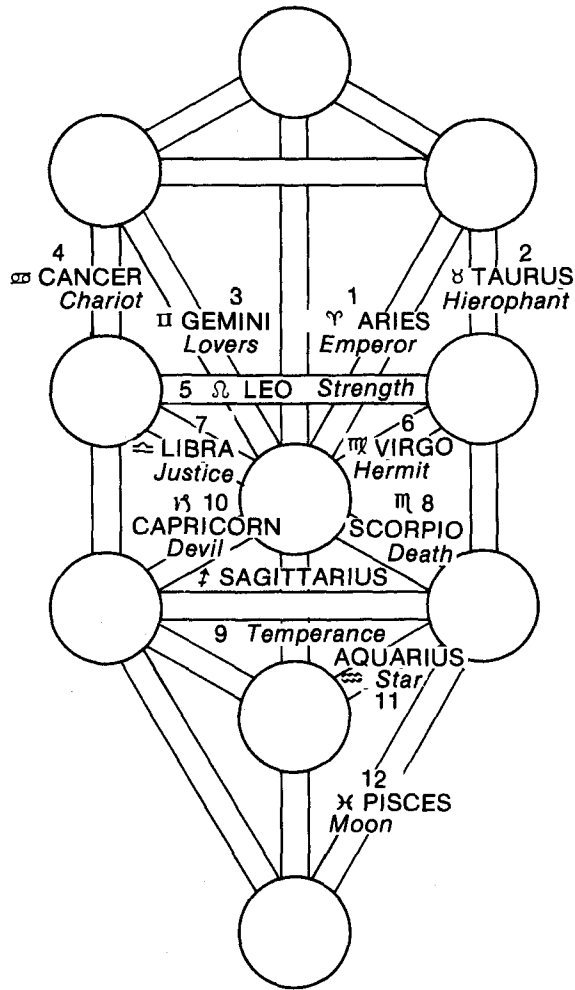 4
♋ CANCER
Chariot
2
♉ TAURUS
Hierophant
3
♊ GEMINI
Lovers
1
♈ ARIES
Emperor
5 ♌ LEO Strength
7
♎ LIBRA
Justice
6
♍ VIRGO
Hermit
♑ 10
CAPRICORN
Devil
♏ 8
SCORPIO
Death
♐ SAGITTARIUS
9 Temperance
AQUARIUS
♒ Star
11
12
♓ PISCES
Moon